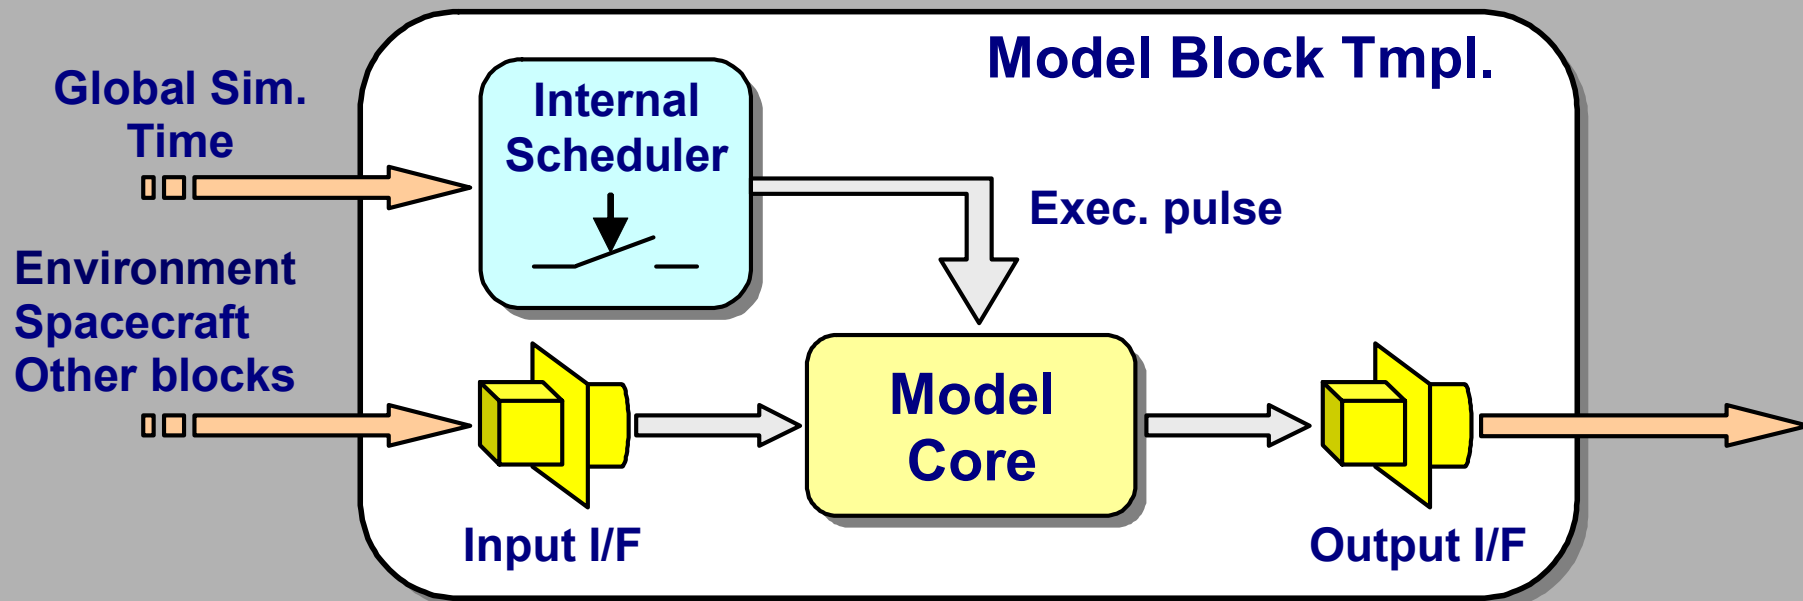 Model Block Tmpl.
Global Sim.
Time
Internal
Scheduler
Exec. pulse
Environment
Spacecraft
Other blocks
Model
Core
Input I/F
Output I/F